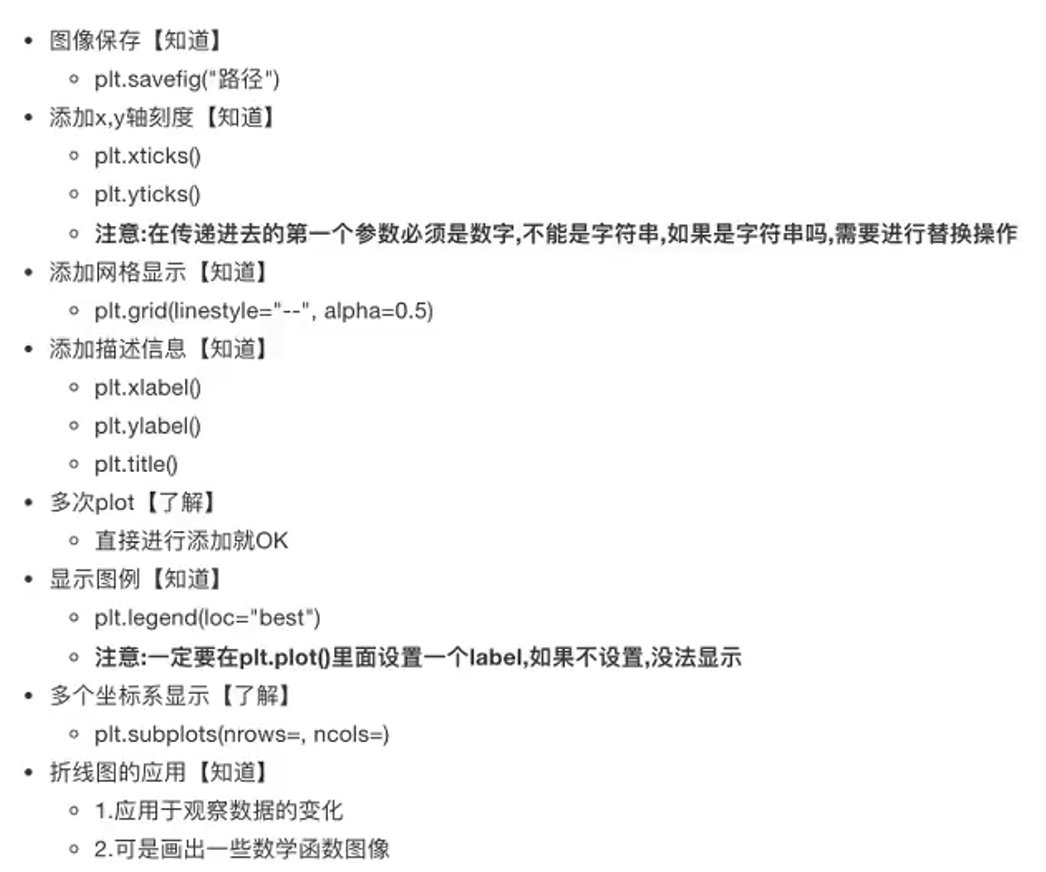 图像保存【知道】
plt.savefig("路径")
添加x,y轴刻度【知道】
plt.xticks()
plt.yticks()
注意:在传递进去的第一个参数必须是数字,不能是字符串,如果是字符串吗,需要进行替换操作
添加网格显示【知道】
plt.grid(linestyle="--", alpha=0.5)
添加描述信息【知道】
plt.xlabel()
plt.ylabel()
plt.title()
多次plot【了解】
直接进行添加就OK
显示图例【知道】
plt.legend(loc="best")
注意:一定要在plt.plot()里面设置一个label,如果不设置,没法显示
多个坐标系显示【了解】
plt.subplots(nrows=, ncols=)
折线图的应用【知道】
1.应用于观察数据的变化
2.可是画出一些数学函数图像